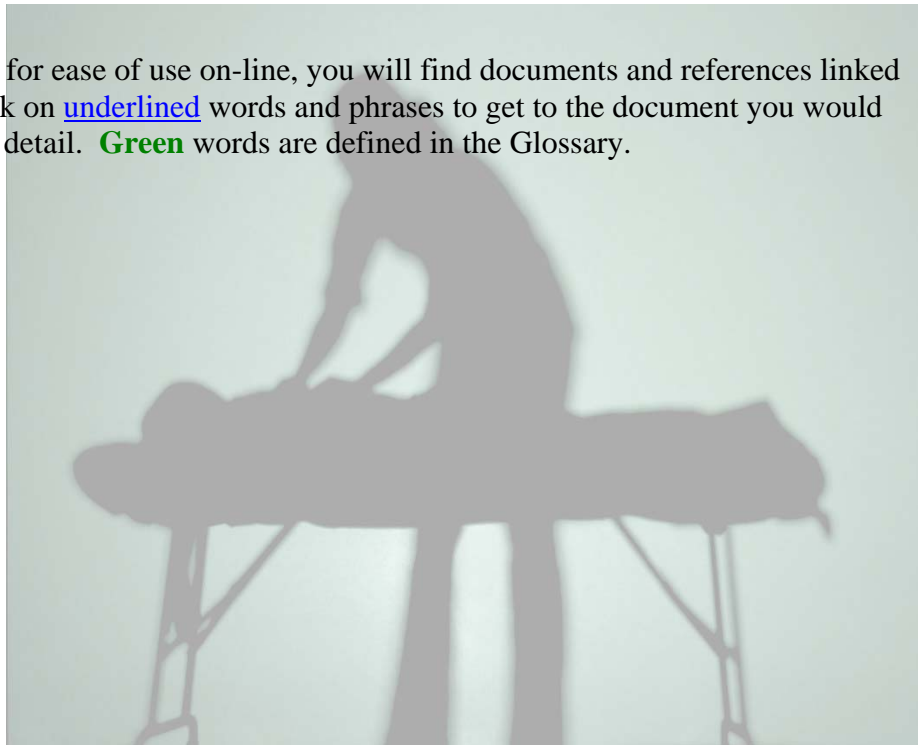 for ease of use on-line, you will find documents and references linked
k on underlined words and phrases to get to the document you would
detail. Green words are defined in the Glossary.